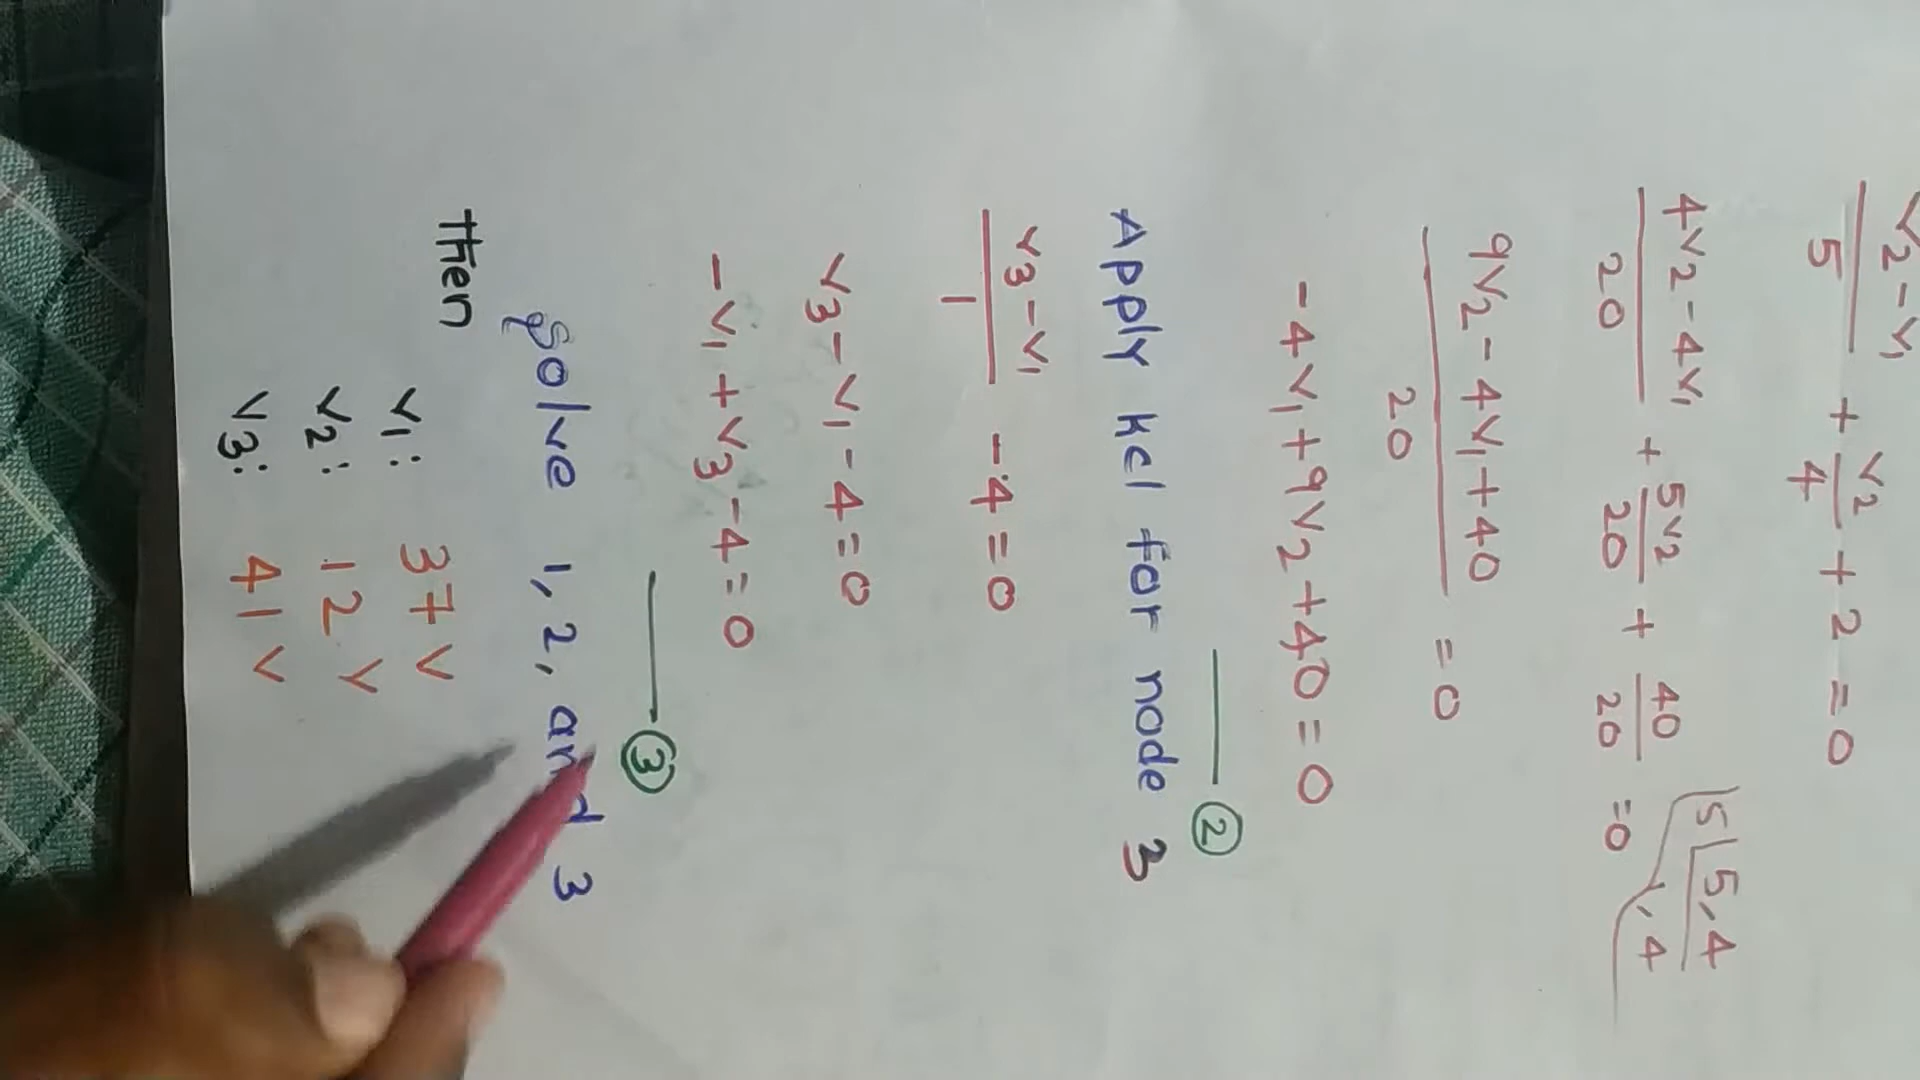 V2-V1/5 + V2/4 + 2 = 0
4V2-4V1/20 + 5V2/20 + 40/20 = 0
5 | 5,4
1,4
9V2-4V1+40/20 = 0
-4V1+9V2+40=0
2
Apply kcl for node 3
V3-V1/1 -4 = 0
V3-V1-4=0
-V1+V3-4=0
3
Solve 1,2, and 3
Then
V1: 37 V
V2: 12 V
V3: 41 V